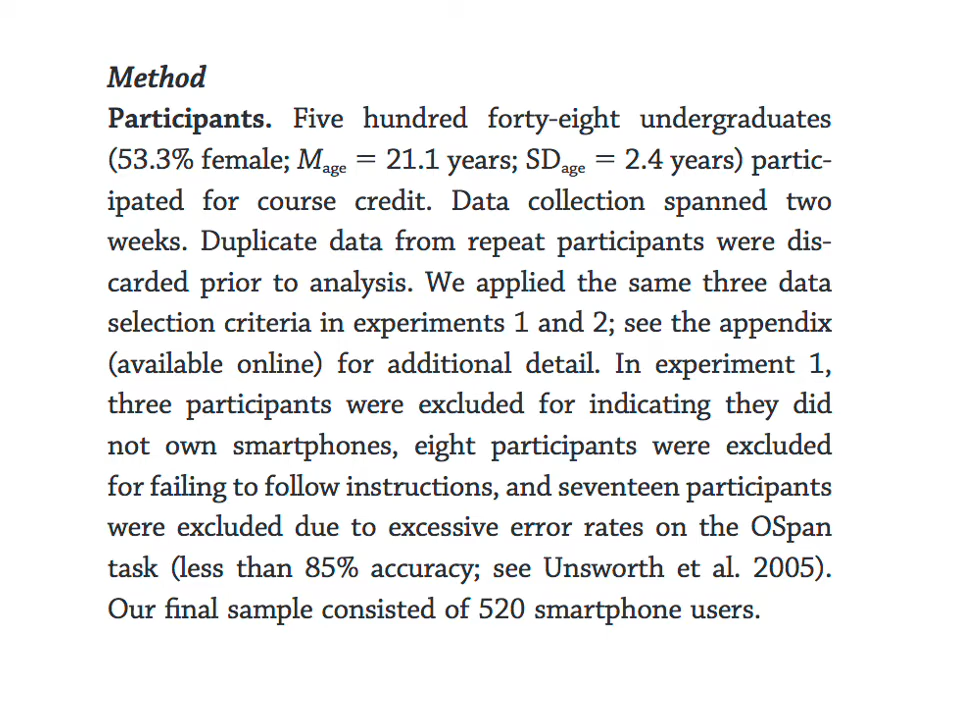 Method
Participants. Five hundred forty-eight undergraduates
(53.3% female; Mage = 21.1 years; SDage = 2.4 years) partic-
ipated for course credit. Data collection spanned two
weeks. Duplicate data from repeat participants were dis-
carded prior to analysis. We applied the same three data
selection criteria in experiments 1 and 2; see the appendix
(available online) for additional detail. In experiment 1,
three participants were excluded for indicating they did
not own smartphones, eight participants were excluded
for failing to follow instructions, and seventeen participants
were excluded due to excessive error rates on the OSpan
task (less than 85% accuracy; see Unsworth et al. 2005).
Our final sample consisted of 520 smartphone users.